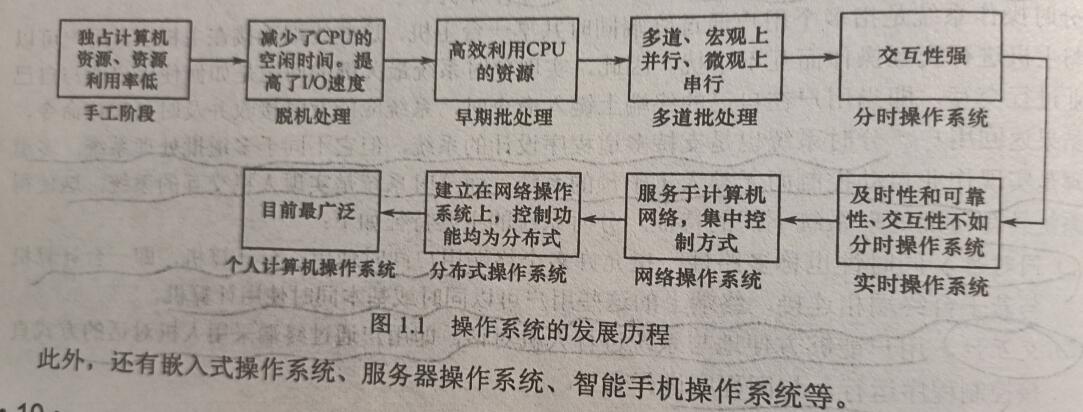 独占计算机
资源、资源
利用率低
手工阶段
减少了CPU的
空闲时间。提
高了I/O速度
脱机处理
高效利用CPU
的资源
早期批处理
多道、宏观上
并行、微观上
串行
多道批处理
交互性强
分时操作系统
及时性和可靠
性、交互性不如
分时操作系统
实时操作系统
服务于计算机
网络，集中控
制方式
网络操作系统
建立在网络操作
系统上，控制功
能均为分布式
分布式操作系统
目前最广泛
个人计算机操作系统
图 1.1 操作系统的发展历程
此外，还有嵌入式操作系统、服务器操作系统、智能手机操作系统等。
· 10 ·